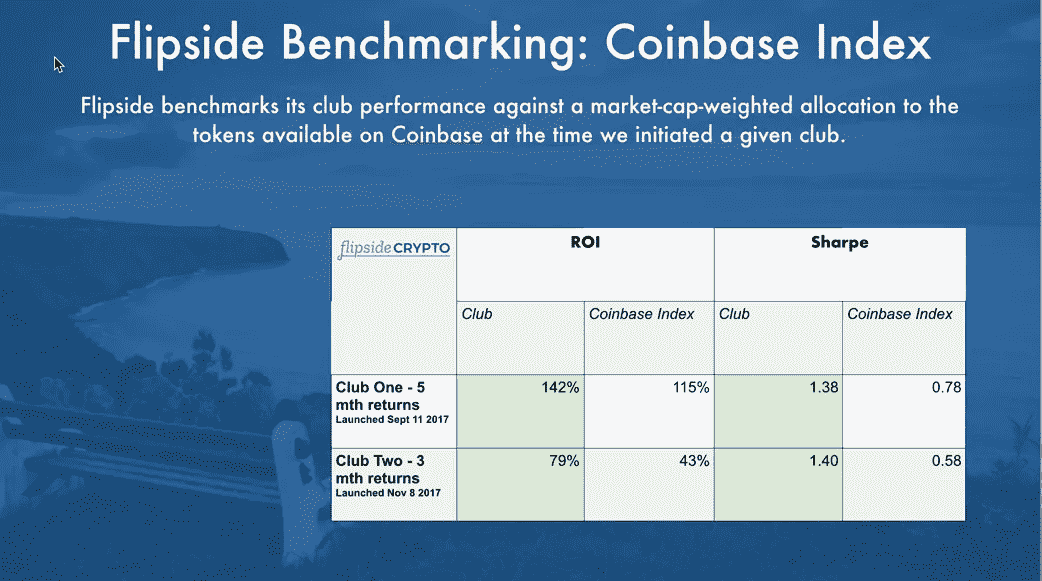 Flipside Benchmarking: Coinbase Index
Flipside benchmarks its club performance against a market-cap-weighted allocation to the
tokens available on Coinbase at the time we initiated a given club.
flipside CRYPTO
ROI
Sharpe
Club
Coinbase Index
Club
Coinbase Index
Club One - 5
mth returns
Launched Sept 11 2017
142%
115%
1.38
0.78
Club Two - 3
mth returns
Launched Nov 8 2017
79%
43%
1.40
0.58